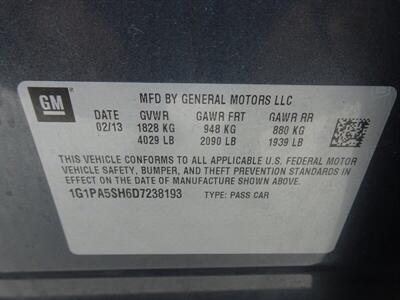 GM
MFD BY GENERAL MOTORS LLC
DATE GVWR GAWR FRT GAWR RR
02/13 1828 KG 948 KG 880 KG
4029 LB 2090 LB 1939 LB
THIS VEHICLE CONFORMS TO ALL APPLICABLE U.S. FEDERAL MOTOR
VEHICLE SAFETY, BUMPER, AND THEFT PREVENTION STANDARDS
IN EFFECT ON THE DATE OF MANUFACTURE SHOWN ABOVE.
1G1PA5SH6D7238193 TYPE: PASS CAR